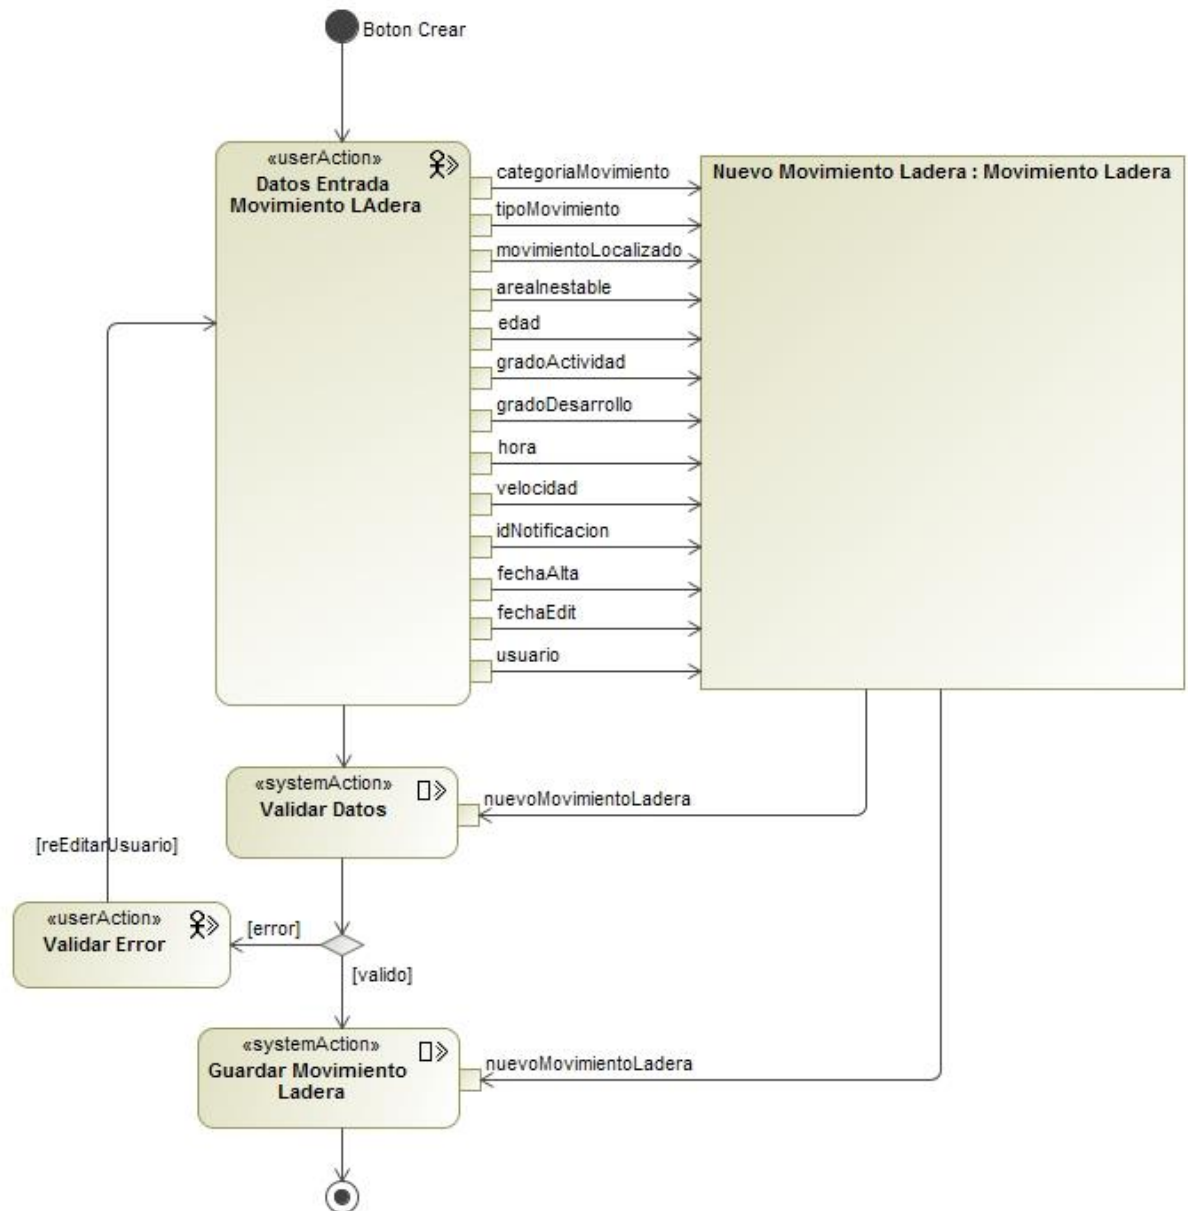 Boton Crear
«userAction»
Datos Entrada
Movimiento LAdera
categoriaMovimiento
tipoMovimiento
movimientoLocalizado
areaInestable
edad
gradoActividad
gradoDesarrollo
hora
velocidad
idNotificacion
fechaAlta
fechaEdit
usuario
Nuevo Movimiento Ladera : Movimiento Ladera
«systemAction»
Validar Datos
nuevoMovimientoLadera
[reEditarUsuario]
«userAction»
Validar Error
[error]
[valido]
«systemAction»
Guardar Movimiento
Ladera
nuevoMovimientoLadera